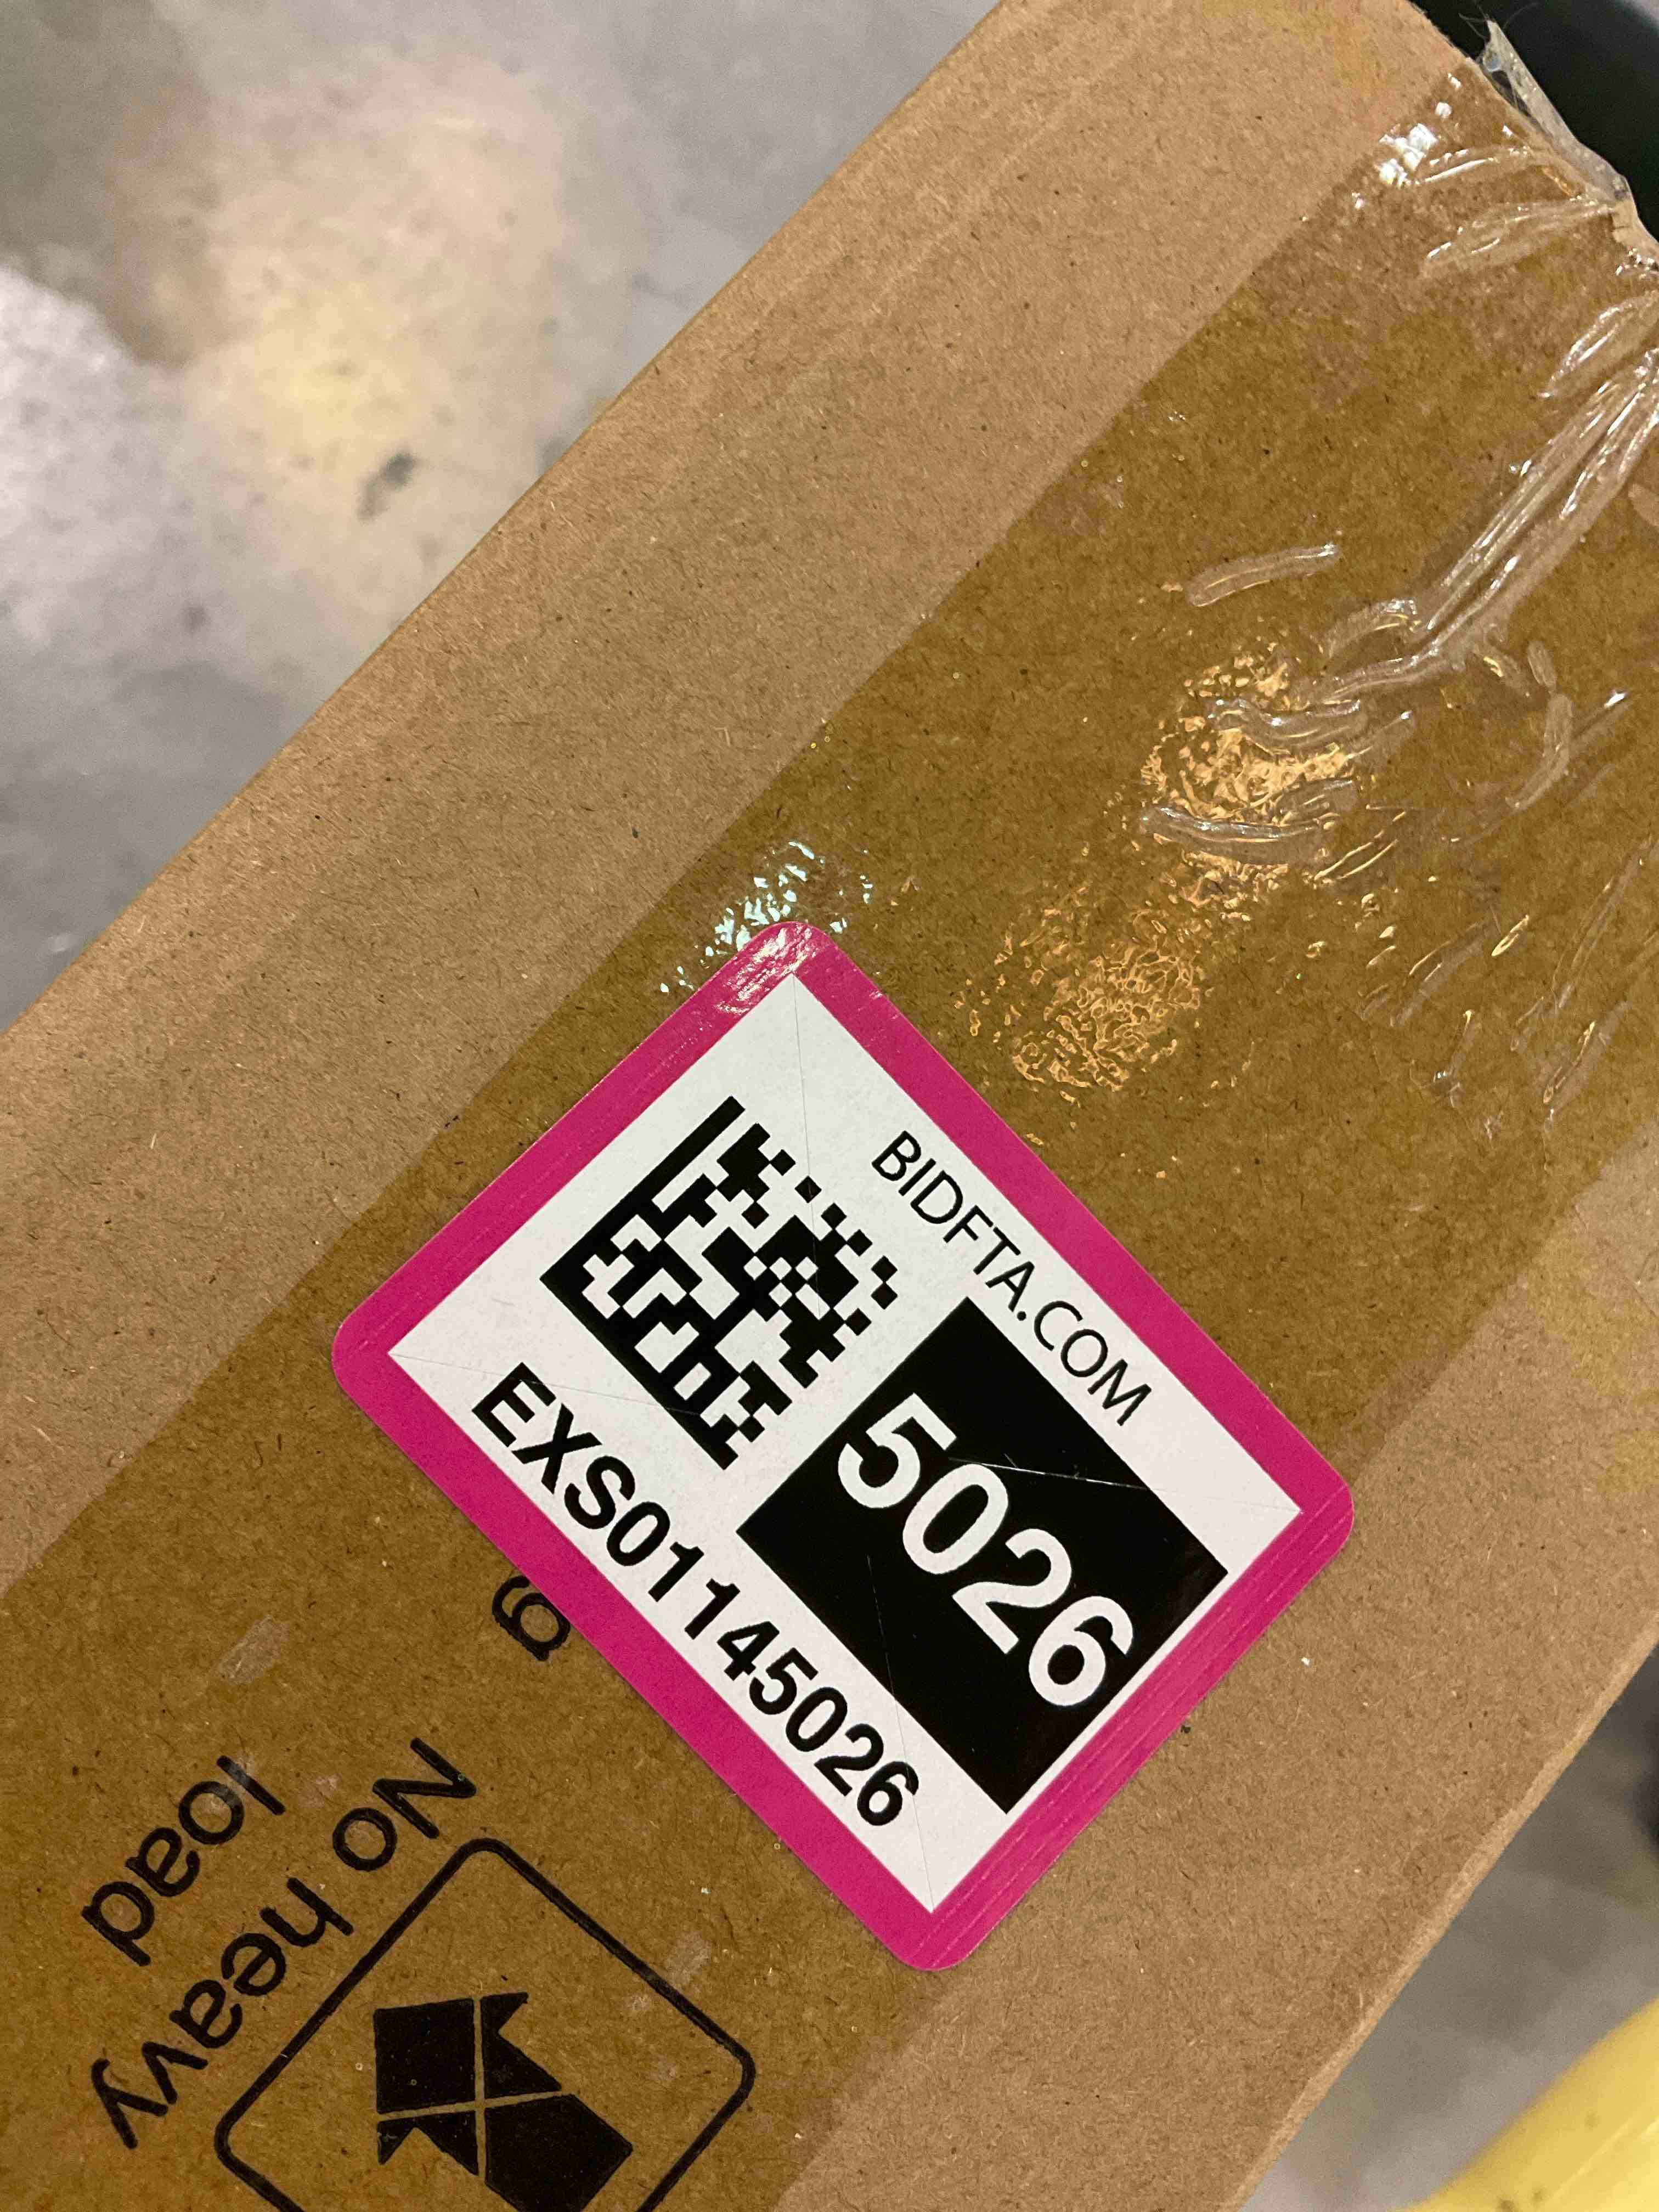 BIDFTA.COM
5026
EXS01145026
g
No heavy
load